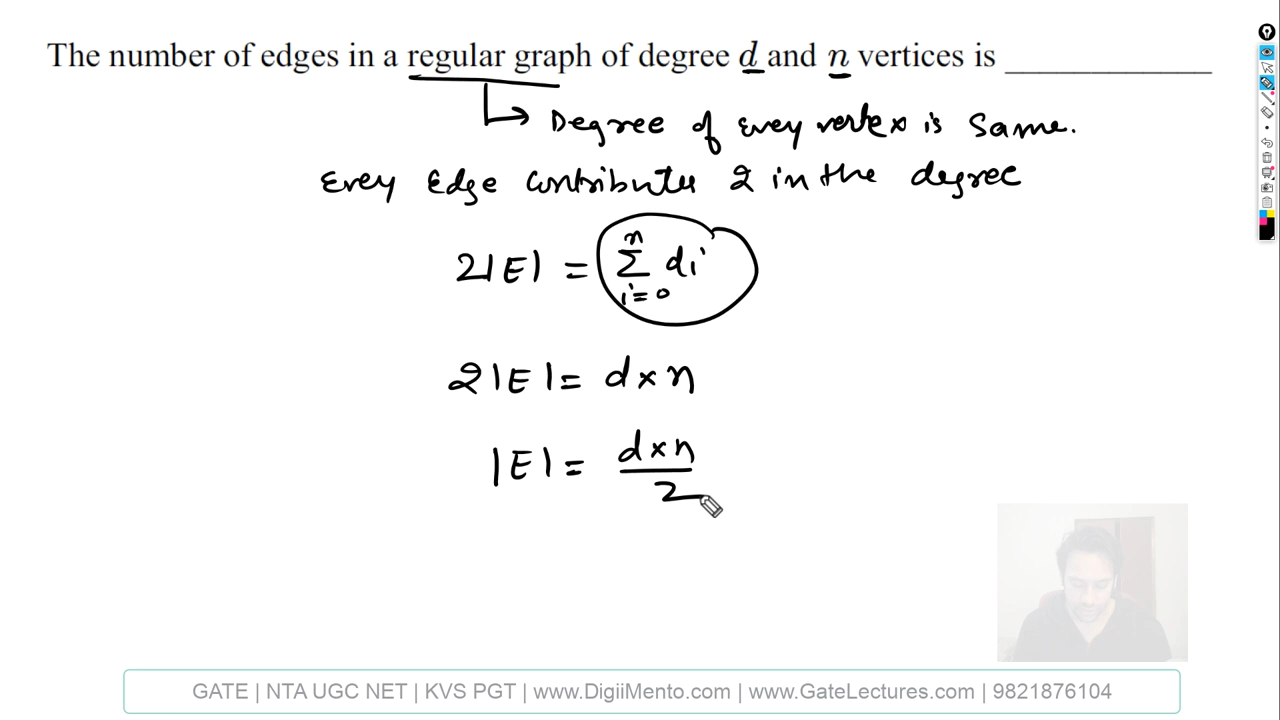 The number of edges in a regular graph of degree d and n vertices is ____________
Degree of Every vertex is Same.
Every Edge Contributes 2 in the degree
2|E| = n Σ i=0 di
2|E| = d × n
|E| = d × n / 2
GATE | NTA UGC NET | KVS PGT | www.DigiiMento.com | www.GateLectures.com | 9821876104